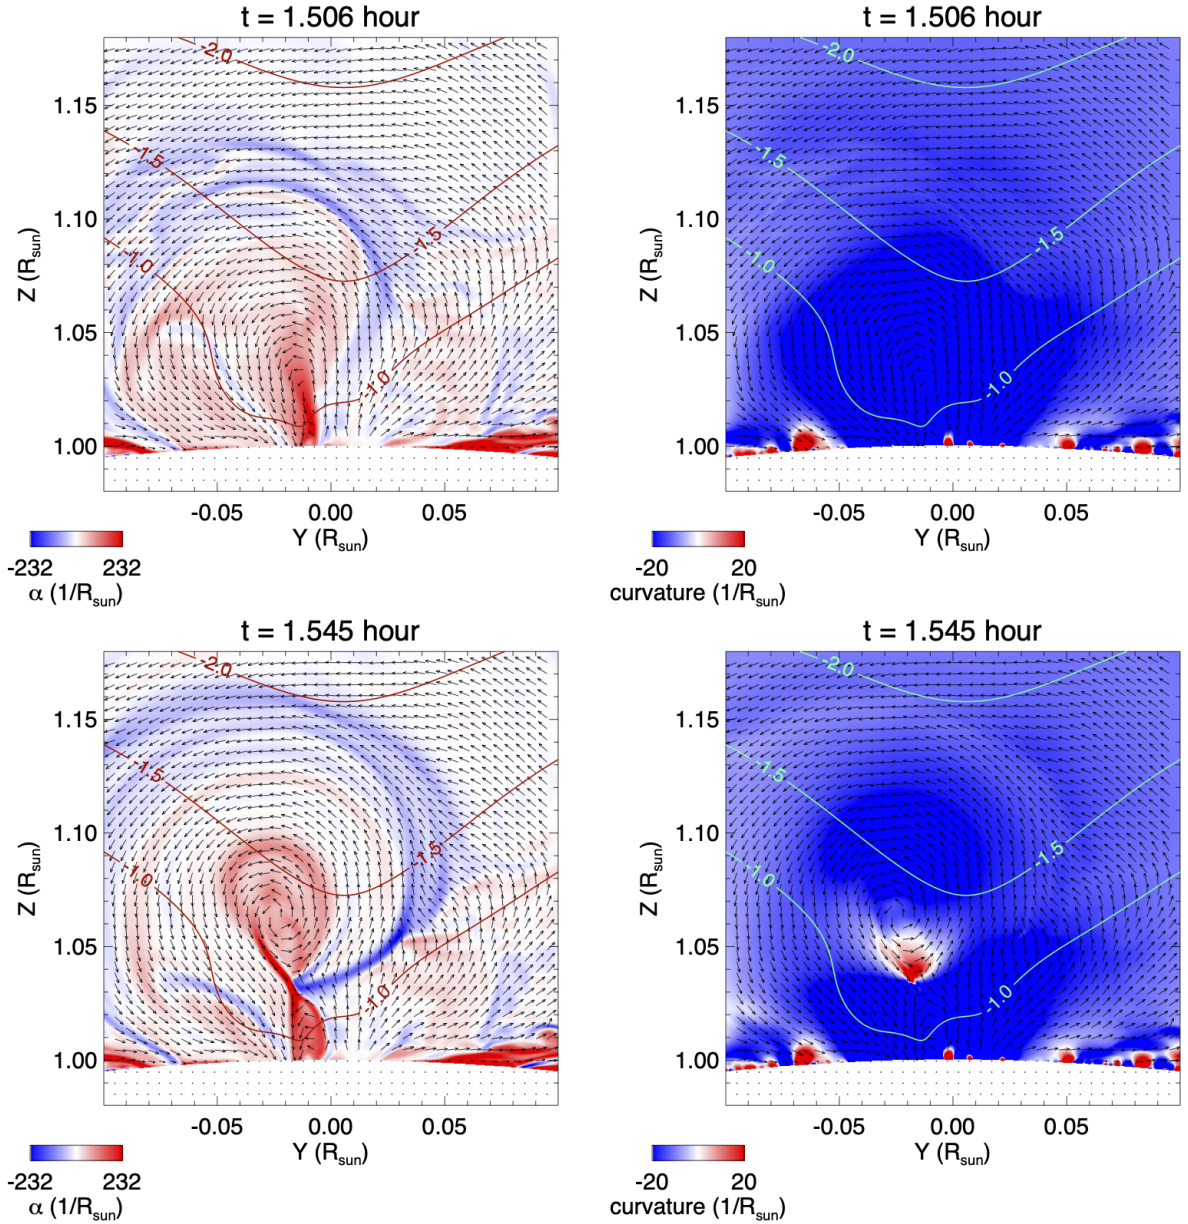 t = 1.506 hour
-2.0
-1.5
-1.5
-1.0
-1.0
1.15
1.10
1.05
1.00
Z (Rsun)
-0.05 0.00 0.05
Y (Rsun)
-232 232
α (1/Rsun)
t = 1.506 hour
-2.0
-1.5
-1.5
-1.0
-1.0
1.15
1.10
1.05
1.00
Z (Rsun)
-0.05 0.00 0.05
Y (Rsun)
-20 20
curvature (1/Rsun)
t = 1.545 hour
-2.0
-1.5
-1.5
-1.0
-1.0
1.15
1.10
1.05
1.00
Z (Rsun)
-0.05 0.00 0.05
Y (Rsun)
-232 232
α (1/Rsun)
t = 1.545 hour
-2.0
-1.5
-1.5
-1.0
-1.0
1.15
1.10
1.05
1.00
Z (Rsun)
-0.05 0.00 0.05
Y (Rsun)
-20 20
curvature (1/Rsun)